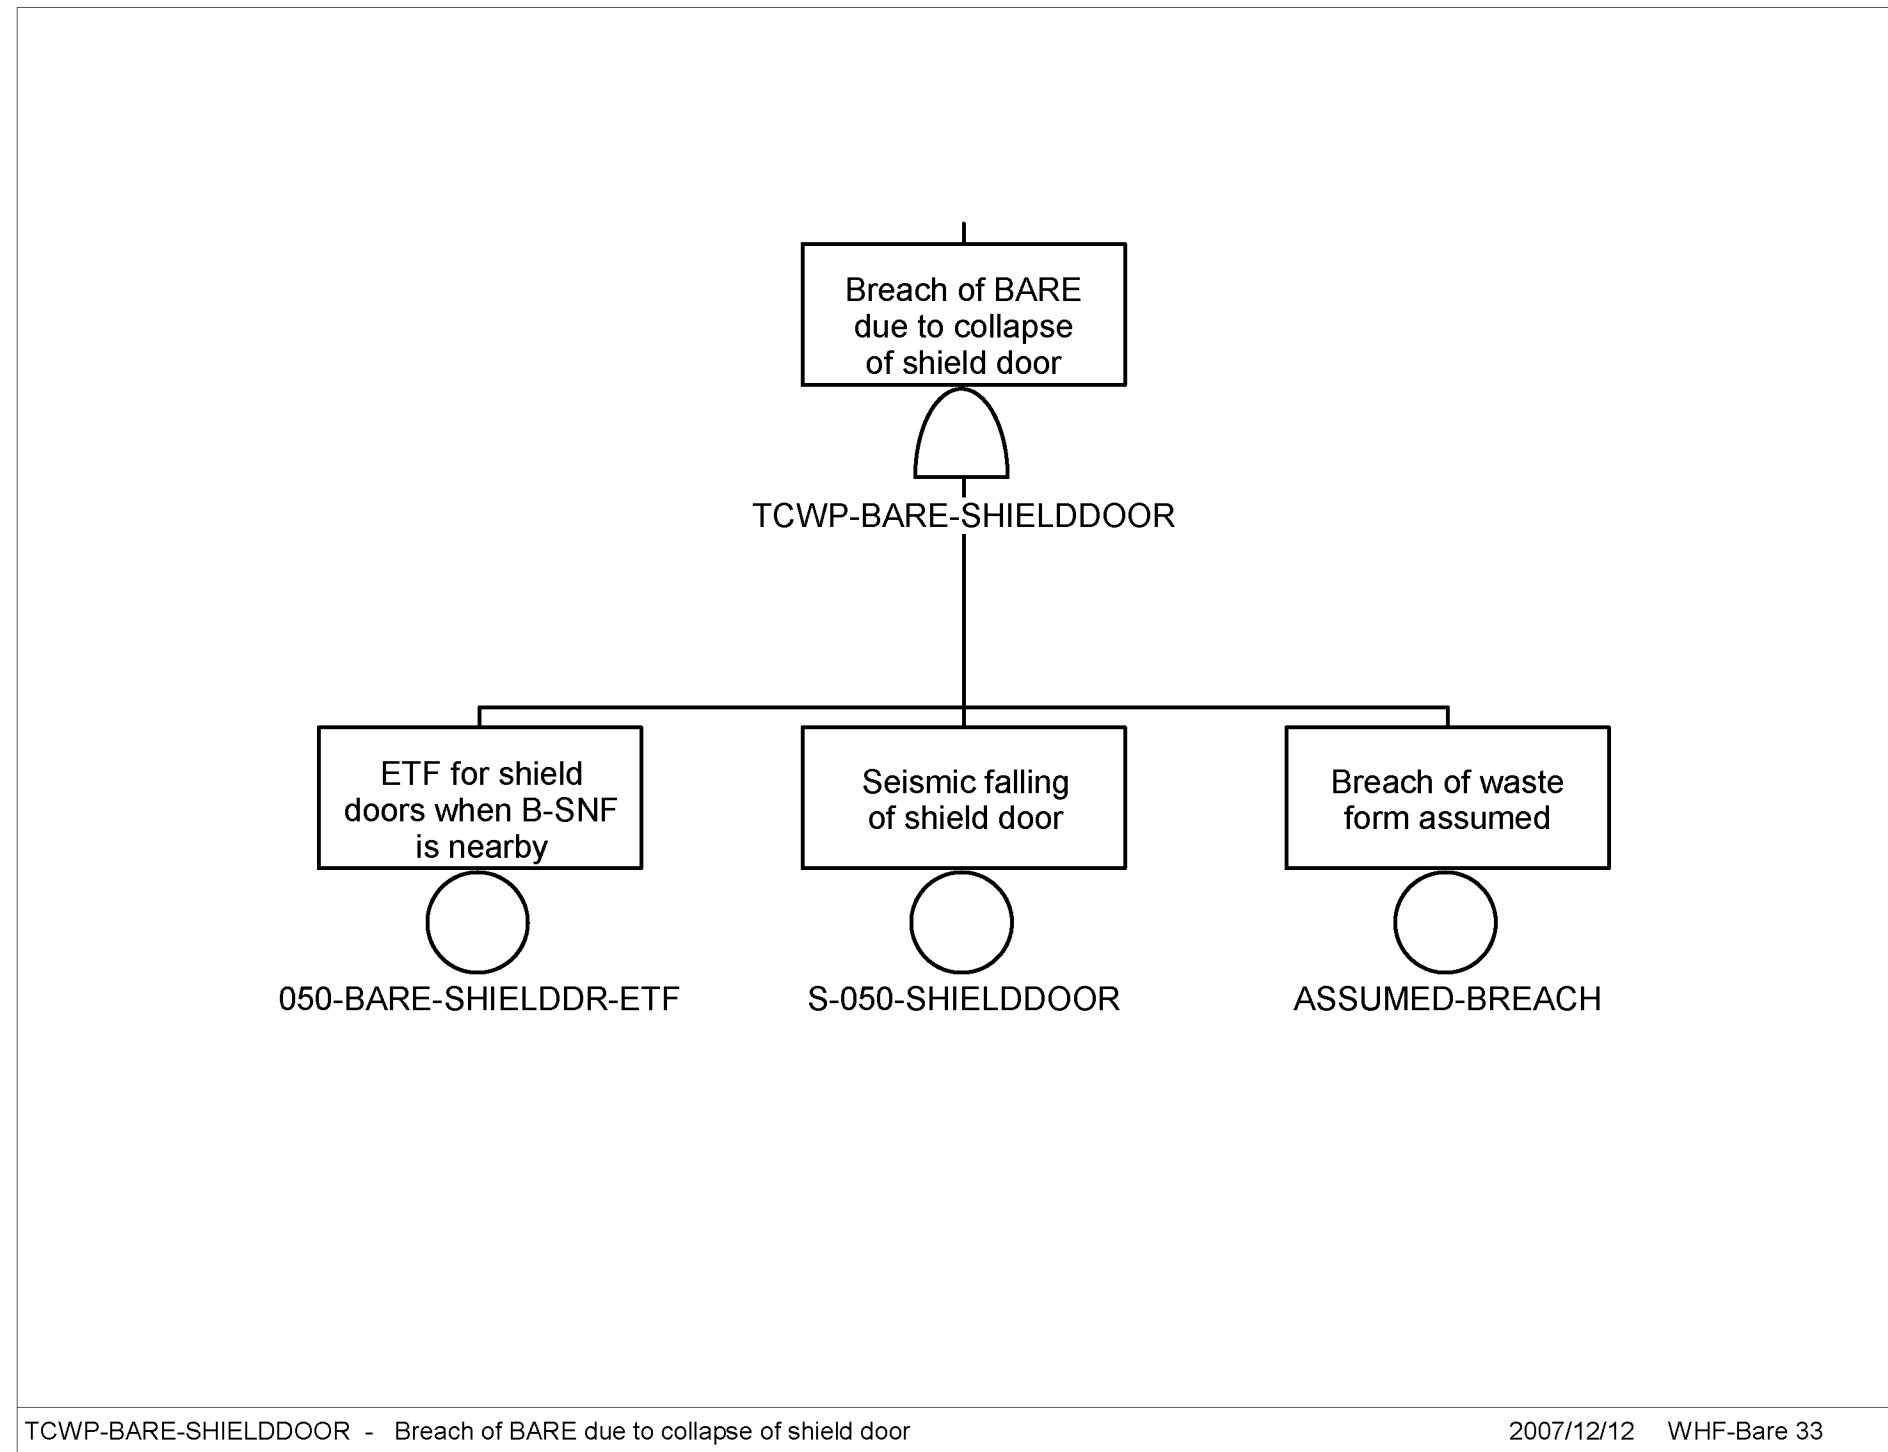 Breach of BARE
due to collapse
of shield door
TCWP-BARE-SHIELDDOOR
ETF for shield
doors when B-SNF
is nearby
050-BARE-SHIELDDR-ETF
Seismic falling
of shield door
S-050-SHIELDDOOR
Breach of waste
form assumed
ASSUMED-BREACH
TCWP-BARE-SHIELDDOOR - Breach of BARE due to collapse of shield door
2007/12/12 WHF-Bare 33